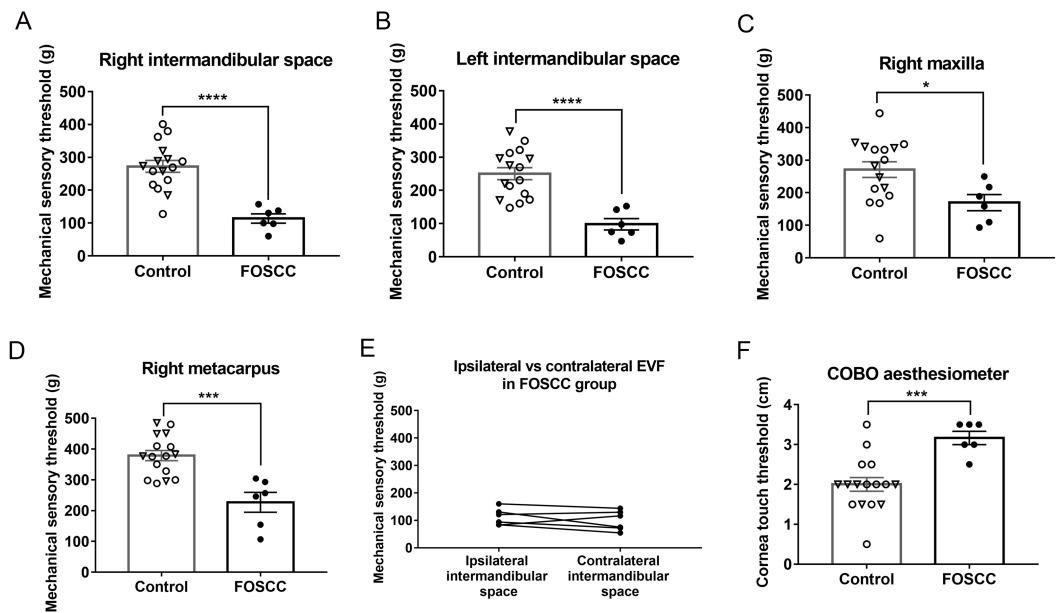 A
Right intermandibular space
Mechanical sensory threshold (g)
500
400
300
200
100
0
****
Control
FOSCC
B
Left intermandibular space
Mechanical sensory threshold (g)
500
400
300
200
100
0
****
Control
FOSCC
C
Right maxilla
Mechanical sensory threshold (g)
500
400
300
200
100
0
*
Control
FOSCC
D
Right metacarpus
Mechanical sensory threshold (g)
500
400
300
200
100
0
***
Control
FOSCC
E
Ipsilateral vs contralateral EVF
in FOSCC group
Mechanical sensory threshold (g)
500
400
300
200
100
0
Ipsilateral
intermandibular
space
Contralateral
intermandibular
space
F
COBO aesthesiometer
Cornea touch threshold (cm)
4
3
2
1
0
***
Control
FOSCC